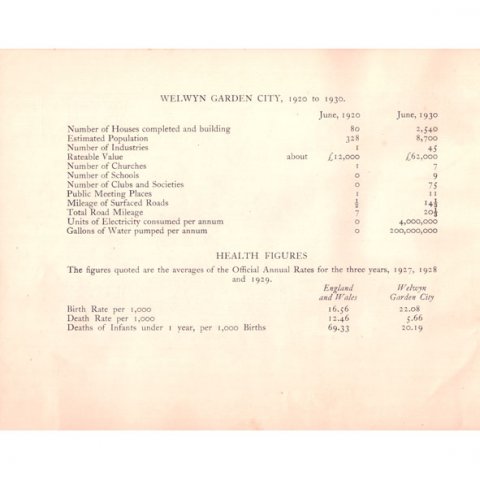 WELWYN GARDEN CITY, 1920 to 1930.
June, 1920 June, 1930
Number of Houses completed and building 80 2,540
Estimated Population 328 8,700
Number of Industries 1 45
Rateable Value about £12,000 £62,000
Number of Churches 1 7
Number of Schools 0 9
Number of Clubs and Societies 0 75
Public Meeting Places 1 11
Mileage of Surfaced Roads ½ 14½
Total Road Mileage 7 20½
Units of Electricity consumed per annum 0 4,000,000
Gallons of Water pumped per annum 0 200,000,000
HEALTH FIGURES
The figures quoted are the averages of the Official Annual Rates for the three years, 1927, 1928
and 1929.
England Welwyn
and Wales Garden City
Birth Rate per 1,000 16.56 22.08
Death Rate per 1,000 12.46 5.66
Deaths of Infants under 1 year, per 1,000 Births 69.33 20.19